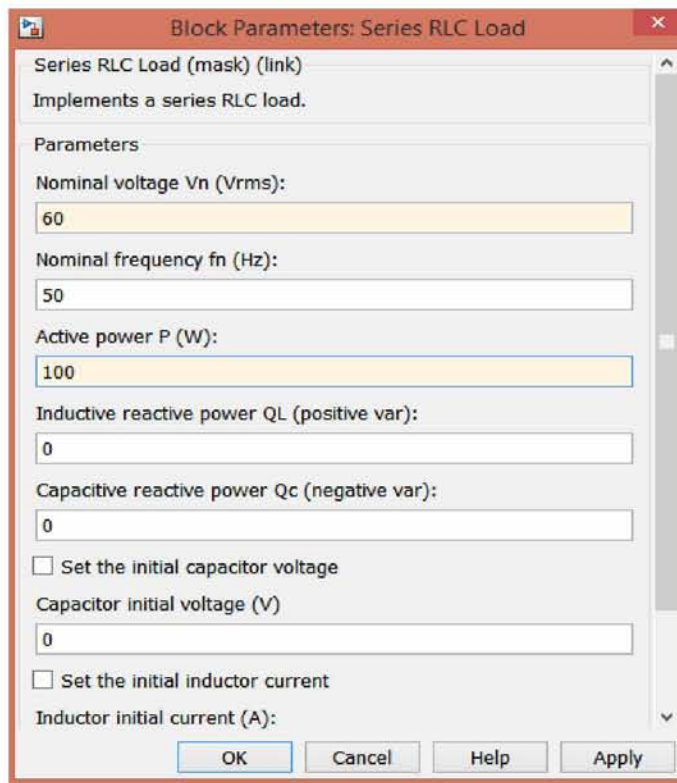 Block Parameters: Series RLC Load
Series RLC Load (mask) (link)
Implements a series RLC load.
Parameters
Nominal voltage Vn (Vrms):
60
Nominal frequency fn (Hz):
50
Active power P (W):
100
Inductive reactive power QL (positive var):
0
Capacitive reactive power Qc (negative var):
0
Set the initial capacitor voltage
Capacitor initial voltage (V)
0
Set the initial inductor current
Inductor initial current (A):
OK Cancel Help Apply